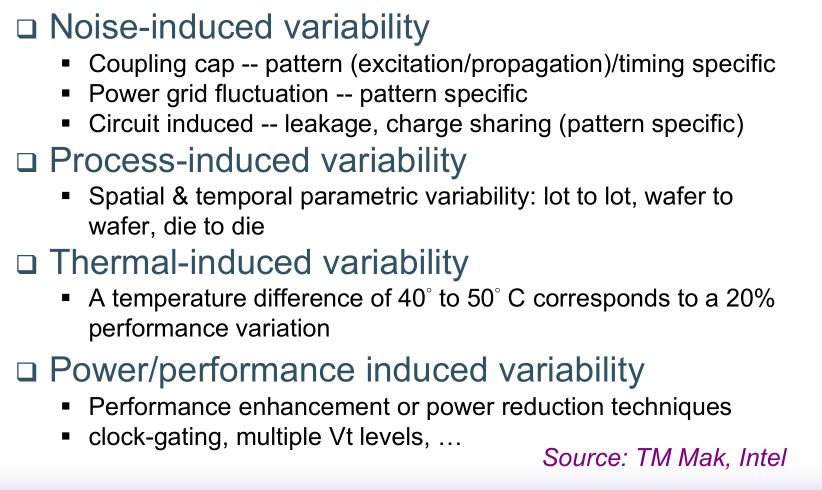 ❑ Noise-induced variability
▪ Coupling cap -- pattern (excitation/propagation)/timing specific
▪ Power grid fluctuation -- pattern specific
▪ Circuit induced -- leakage, charge sharing (pattern specific)
❑ Process-induced variability
▪ Spatial & temporal parametric variability: lot to lot, wafer to
wafer, die to die
❑ Thermal-induced variability
▪ A temperature difference of 40° to 50° C corresponds to a 20%
performance variation
❑ Power/performance induced variability
▪ Performance enhancement or power reduction techniques
▪ clock-gating, multiple Vt levels, …
Source: TM Mak, Intel